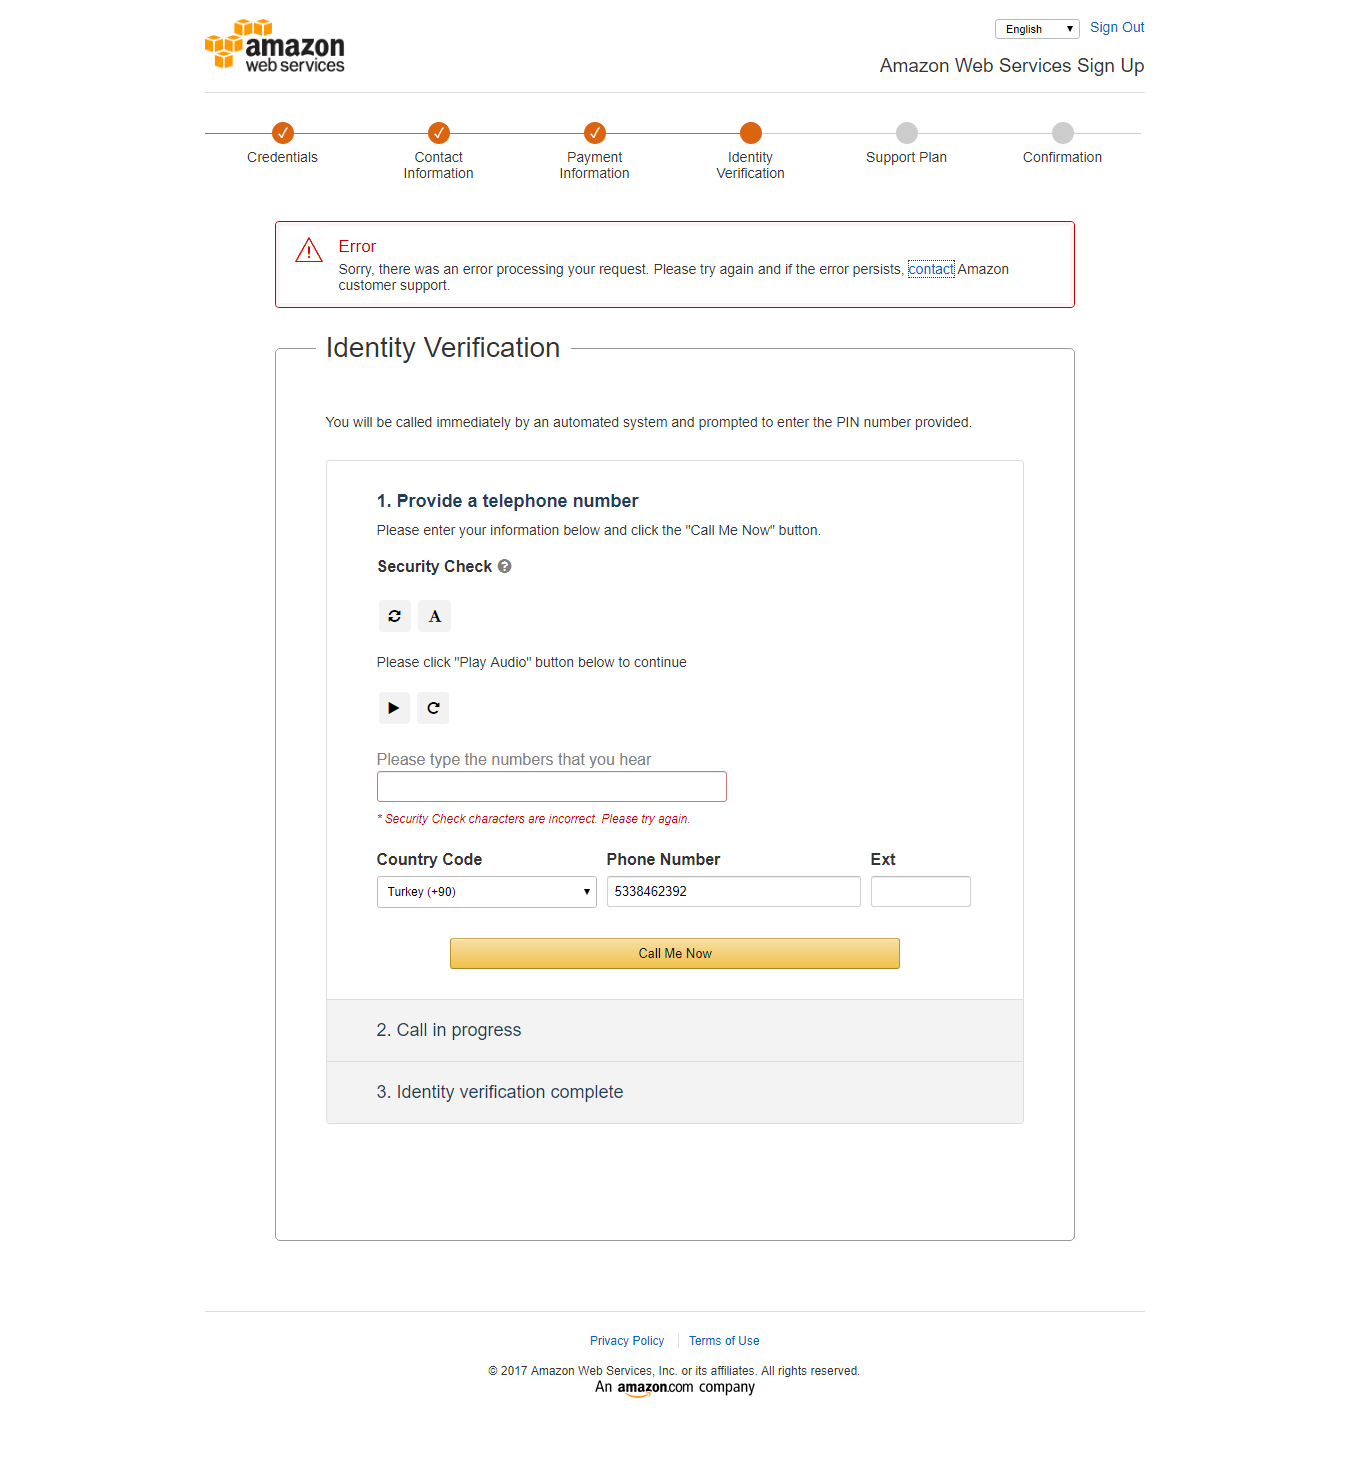 amazon
web services
English
Sign Out
Amazon Web Services Sign Up
Credentials
Contact
Information
Payment
Information
Identity
Verification
Support Plan
Confirmation
Error
Sorry, there was an error processing your request. Please try again and if the error persists, contact Amazon
customer support.
Identity Verification
You will be called immediately by an automated system and prompted to enter the PIN number provided.
1. Provide a telephone number
Please enter your information below and click the "Call Me Now" button.
Security Check ?
A
Please click "Play Audio" button below to continue
Please type the numbers that you hear
* Security Check characters are incorrect. Please try again.
Country Code
Phone Number
Ext
Turkey (+90)
5338462392
Call Me Now
2. Call in progress
3. Identity verification complete
Privacy Policy
Terms of Use
© 2017 Amazon Web Services, Inc. or its affiliates. All rights reserved.
An amazon.com company